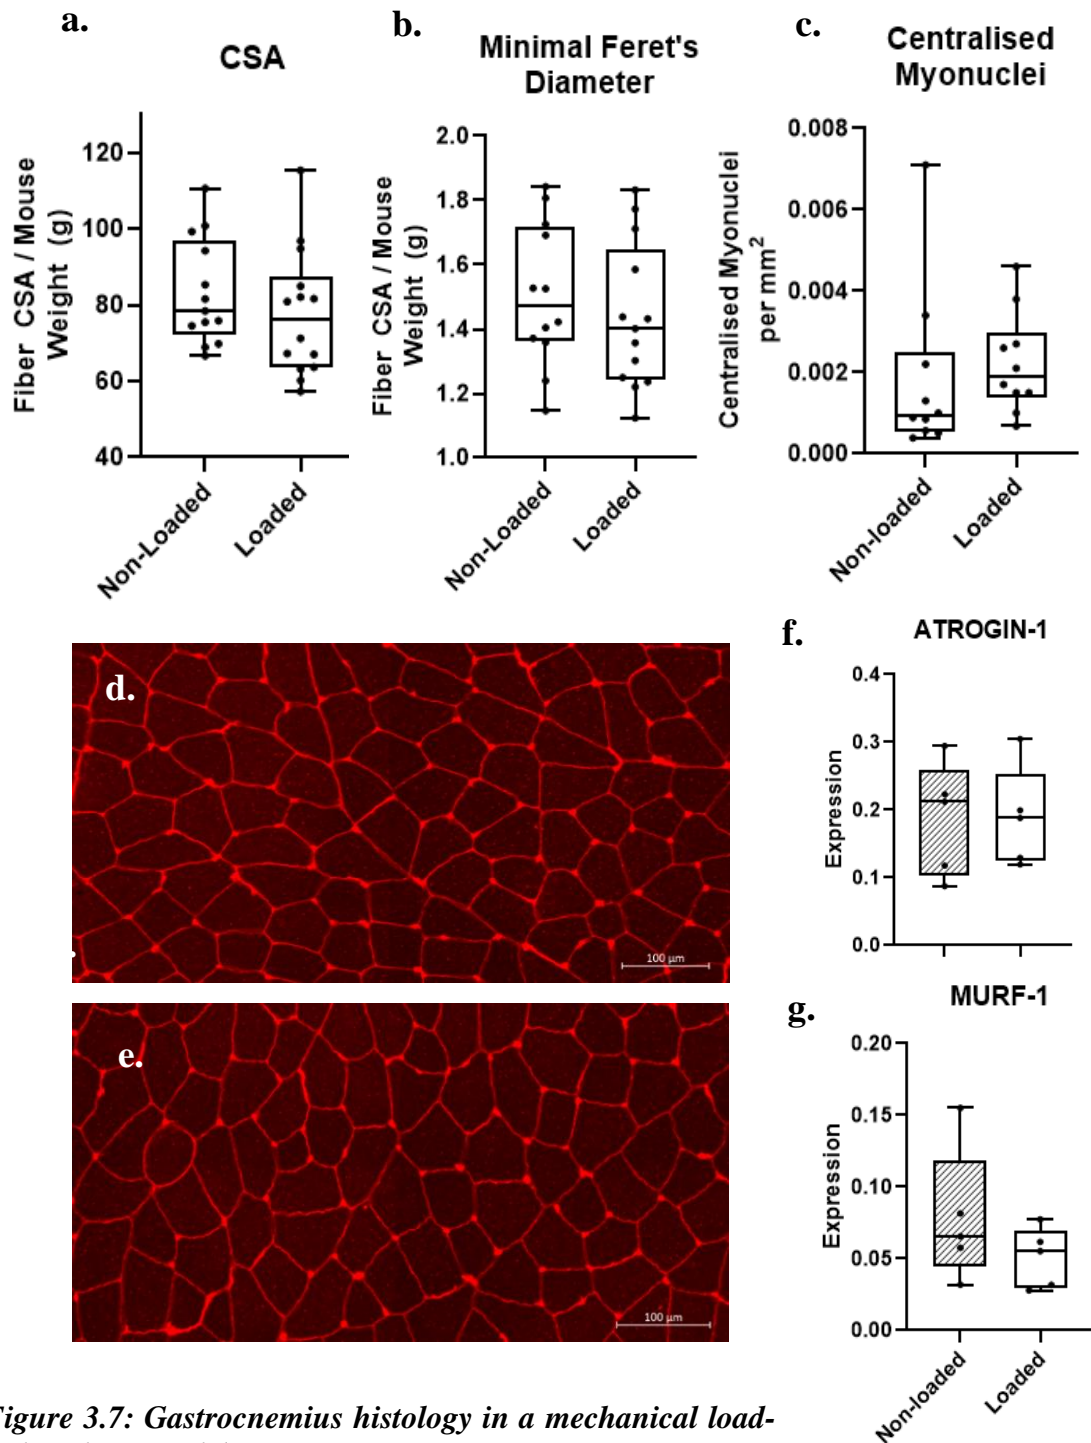 a.
CSA
Fiber CSA / Mouse
Weight (g)
120
100
80
60
40
Non-Loaded
Loaded
b.
Minimal Feret's
Diameter
Fiber CSA / Mouse
Weight (g)
2.0
1.8
1.6
1.4
1.2
1.0
Non-Loaded
Loaded
c.
Centralised
Myonuclei
Centralised Myonuclei
per mm2
0.008
0.006
0.004
0.002
0.000
Non-loaded
Loaded
d.
100 µm
e.
100 µm
f.
ATROGIN-1
Expression
0.4
0.3
0.2
0.1
0.0
g.
MURF-1
Expression
0.20
0.15
0.10
0.05
0.00
Non-loaded
Loaded
Figure 3.7: Gastrocnemius histology in a mechanical load-